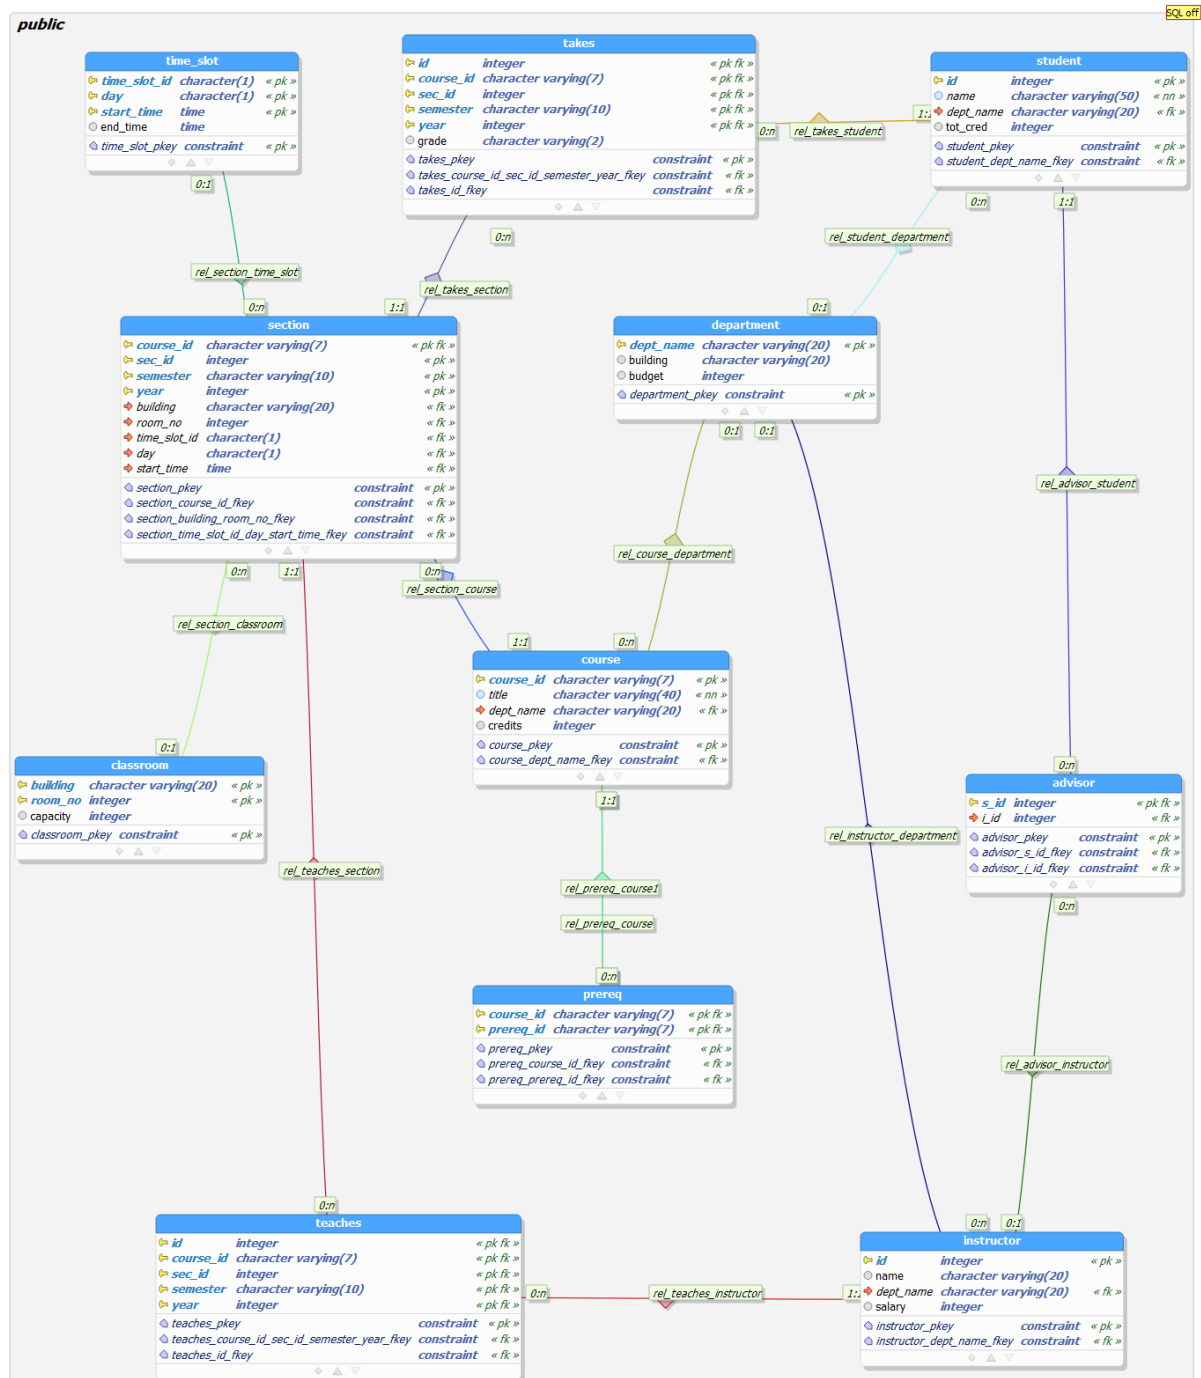 public
SQL off
time_slot
time_slot_id character(1) « pk »
day character(1) « pk »
start_time time « pk »
end_time time
time_slot_pkey constraint « pk »
takes
id integer « pk fk »
course_id character varying(7) « pk fk »
sec_id integer « pk fk »
semester character varying(10) « pk fk »
year integer « pk fk »
grade character varying(2)
takes_pkey constraint « pk »
takes_course_id_sec_id_semester_year_fkey constraint « fk »
takes_id_fkey constraint « fk »
student
id integer « pk »
name character varying(50) « nn »
dept_name character varying(20) « fk »
tot_cred integer
student_pkey constraint « pk »
student_dept_name_fkey constraint « fk »
0:n
rel_takes_student
1:1
0:1
rel_section_time_slot
0:n
0:n
rel_takes_section
1:1
0:n
rel_student_department
0:1
1:1
rel_advisor_student
0:n
section
course_id character varying(7) « pk fk »
sec_id integer « pk »
semester character varying(10) « pk »
year integer « pk »
building character varying(20) « fk »
room_no integer « fk »
time_slot_id character(1) « fk »
day character(1) « fk »
start_time time « fk »
section_pkey constraint « pk »
section_course_id_fkey constraint « fk »
section_building_room_no_fkey constraint « fk »
section_time_slot_id_day_start_time_fkey constraint « fk »
department
dept_name character varying(20) « pk »
building character varying(20)
budget integer
department_pkey constraint « pk »
0:1
0:1
rel_course_department
0:n
0:n
1:1
0:n
rel_section_course
1:1
rel_section_classroom
0:1
course
course_id character varying(7) « pk »
title character varying(40) « nn »
dept_name character varying(20) « fk »
credits integer
course_pkey constraint « pk »
course_dept_name_fkey constraint « fk »
classroom
building character varying(20) « pk »
room_no integer « pk »
capacity integer
classroom_pkey constraint « pk »
advisor
s_id integer « pk fk »
i_id integer « fk »
advisor_pkey constraint « pk »
advisor_s_id_fkey constraint « fk »
advisor_i_id_fkey constraint « fk »
1:1
rel_instructor_department
rel_teaches_section
rel_prereq_course1
rel_prereq_course
0:n
0:n
prereq
course_id character varying(7) « pk fk »
prereq_id character varying(7) « pk fk »
prereq_pkey constraint « pk »
prereq_course_id_fkey constraint « fk »
prereq_prereq_id_fkey constraint « fk »
rel_advisor_instructor
0:n
0:n
0:1
teaches
id integer « pk fk »
course_id character varying(7) « pk fk »
sec_id integer « pk fk »
semester character varying(10) « pk fk »
year integer « pk fk »
teaches_pkey constraint « pk »
teaches_course_id_sec_id_semester_year_fkey constraint « fk »
teaches_id_fkey constraint « fk »
0:n
rel_teaches_instructor
instructor
id integer « pk »
name character varying(20)
dept_name character varying(20) « fk »
salary integer
instructor_pkey constraint « pk »
instructor_dept_name_fkey constraint « fk »